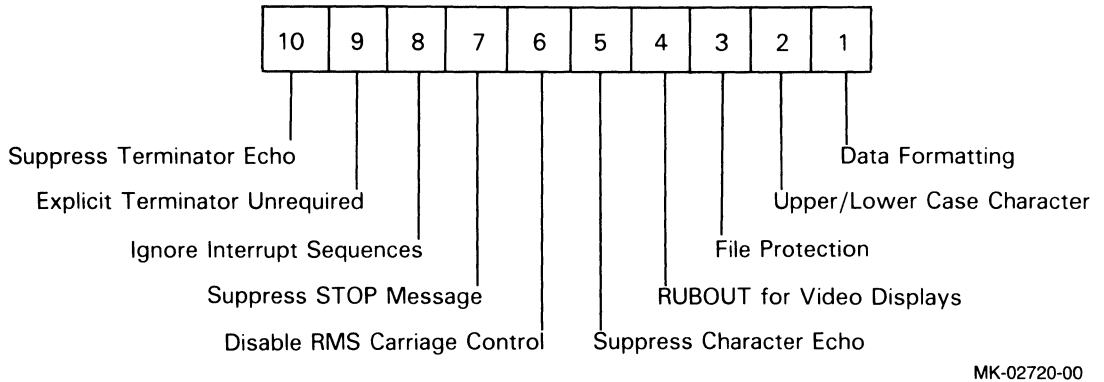 10 9 8 7 6 5 4 3 2 1
Suppress Terminator Echo
Data Formatting
Explicit Terminator Unrequired
Upper/Lower Case Character
Ignore Interrupt Sequences
File Protection
Suppress STOP Message
RUBOUT for Video Displays
Disable RMS Carriage Control
Suppress Character Echo
MK-02720-00